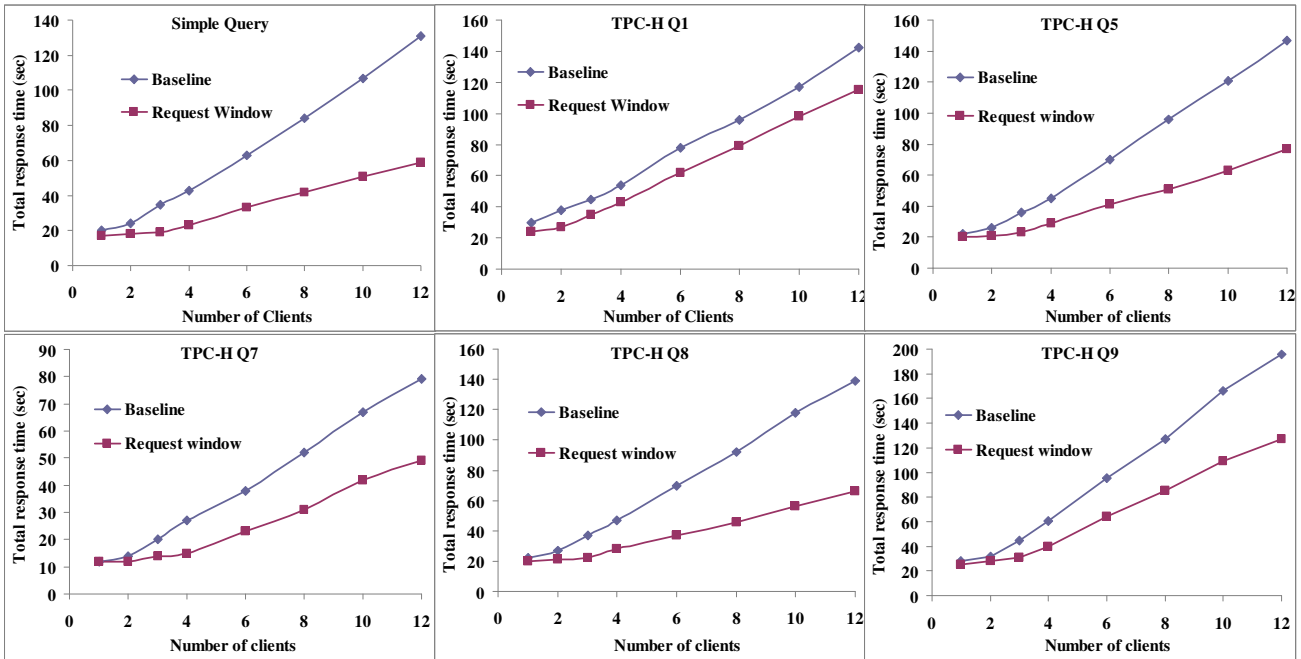 Simple Query
Total response time (sec)
140
120
100
80
60
40
20
0
Baseline
Request Window
0 2 4 6 8 10 12
Number of Clients
TPC-H Q1
Total response time (sec)
160
140
120
100
80
60
40
20
0
Baseline
Request Window
0 2 4 6 8 10 12
Number of Clients
TPC-H Q5
Total response time (sec)
160
140
120
100
80
60
40
20
0
Baseline
Request window
0 2 4 6 8 10 12
Number of clients
TPC-H Q7
Total response time (sec)
90
80
70
60
50
40
30
20
10
0
Baseline
Request window
0 2 4 6 8 10 12
Number of clients
TPC-H Q8
Total response time (sec)
160
140
120
100
80
60
40
20
0
Baseline
Request window
0 2 4 6 8 10 12
Number of clients
TPC-H Q9
Total response time (sec)
200
180
160
140
120
100
80
60
40
20
0
Baseline
Request window
0 2 4 6 8 10 12
Number of clients